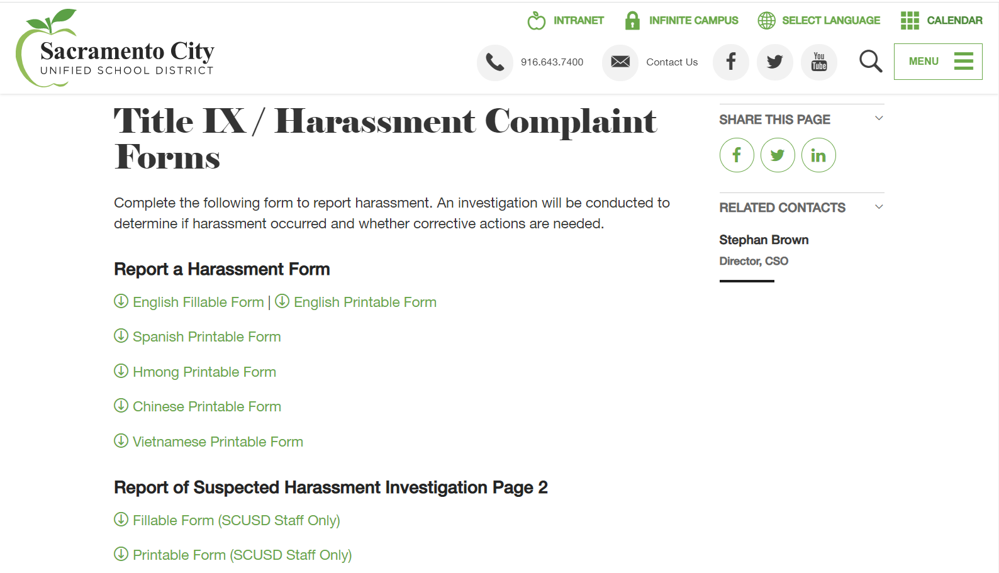 Sacramento City
UNIFIED SCHOOL DISTRICT
INTRANET
INFINITE CAMPUS
SELECT LANGUAGE
CALENDAR
916.643.7400
Contact Us
You
Tube
MENU
Title IX / Harassment Complaint
Forms
Complete the following form to report harassment. An investigation will be conducted to
determine if harassment occurred and whether corrective actions are needed.
Report a Harassment Form
English Fillable Form | English Printable Form
Spanish Printable Form
Hmong Printable Form
Chinese Printable Form
Vietnamese Printable Form
Report of Suspected Harassment Investigation Page 2
Fillable Form (SCUSD Staff Only)
Printable Form (SCUSD Staff Only)
SHARE THIS PAGE
RELATED CONTACTS
Stephan Brown
Director, CSO